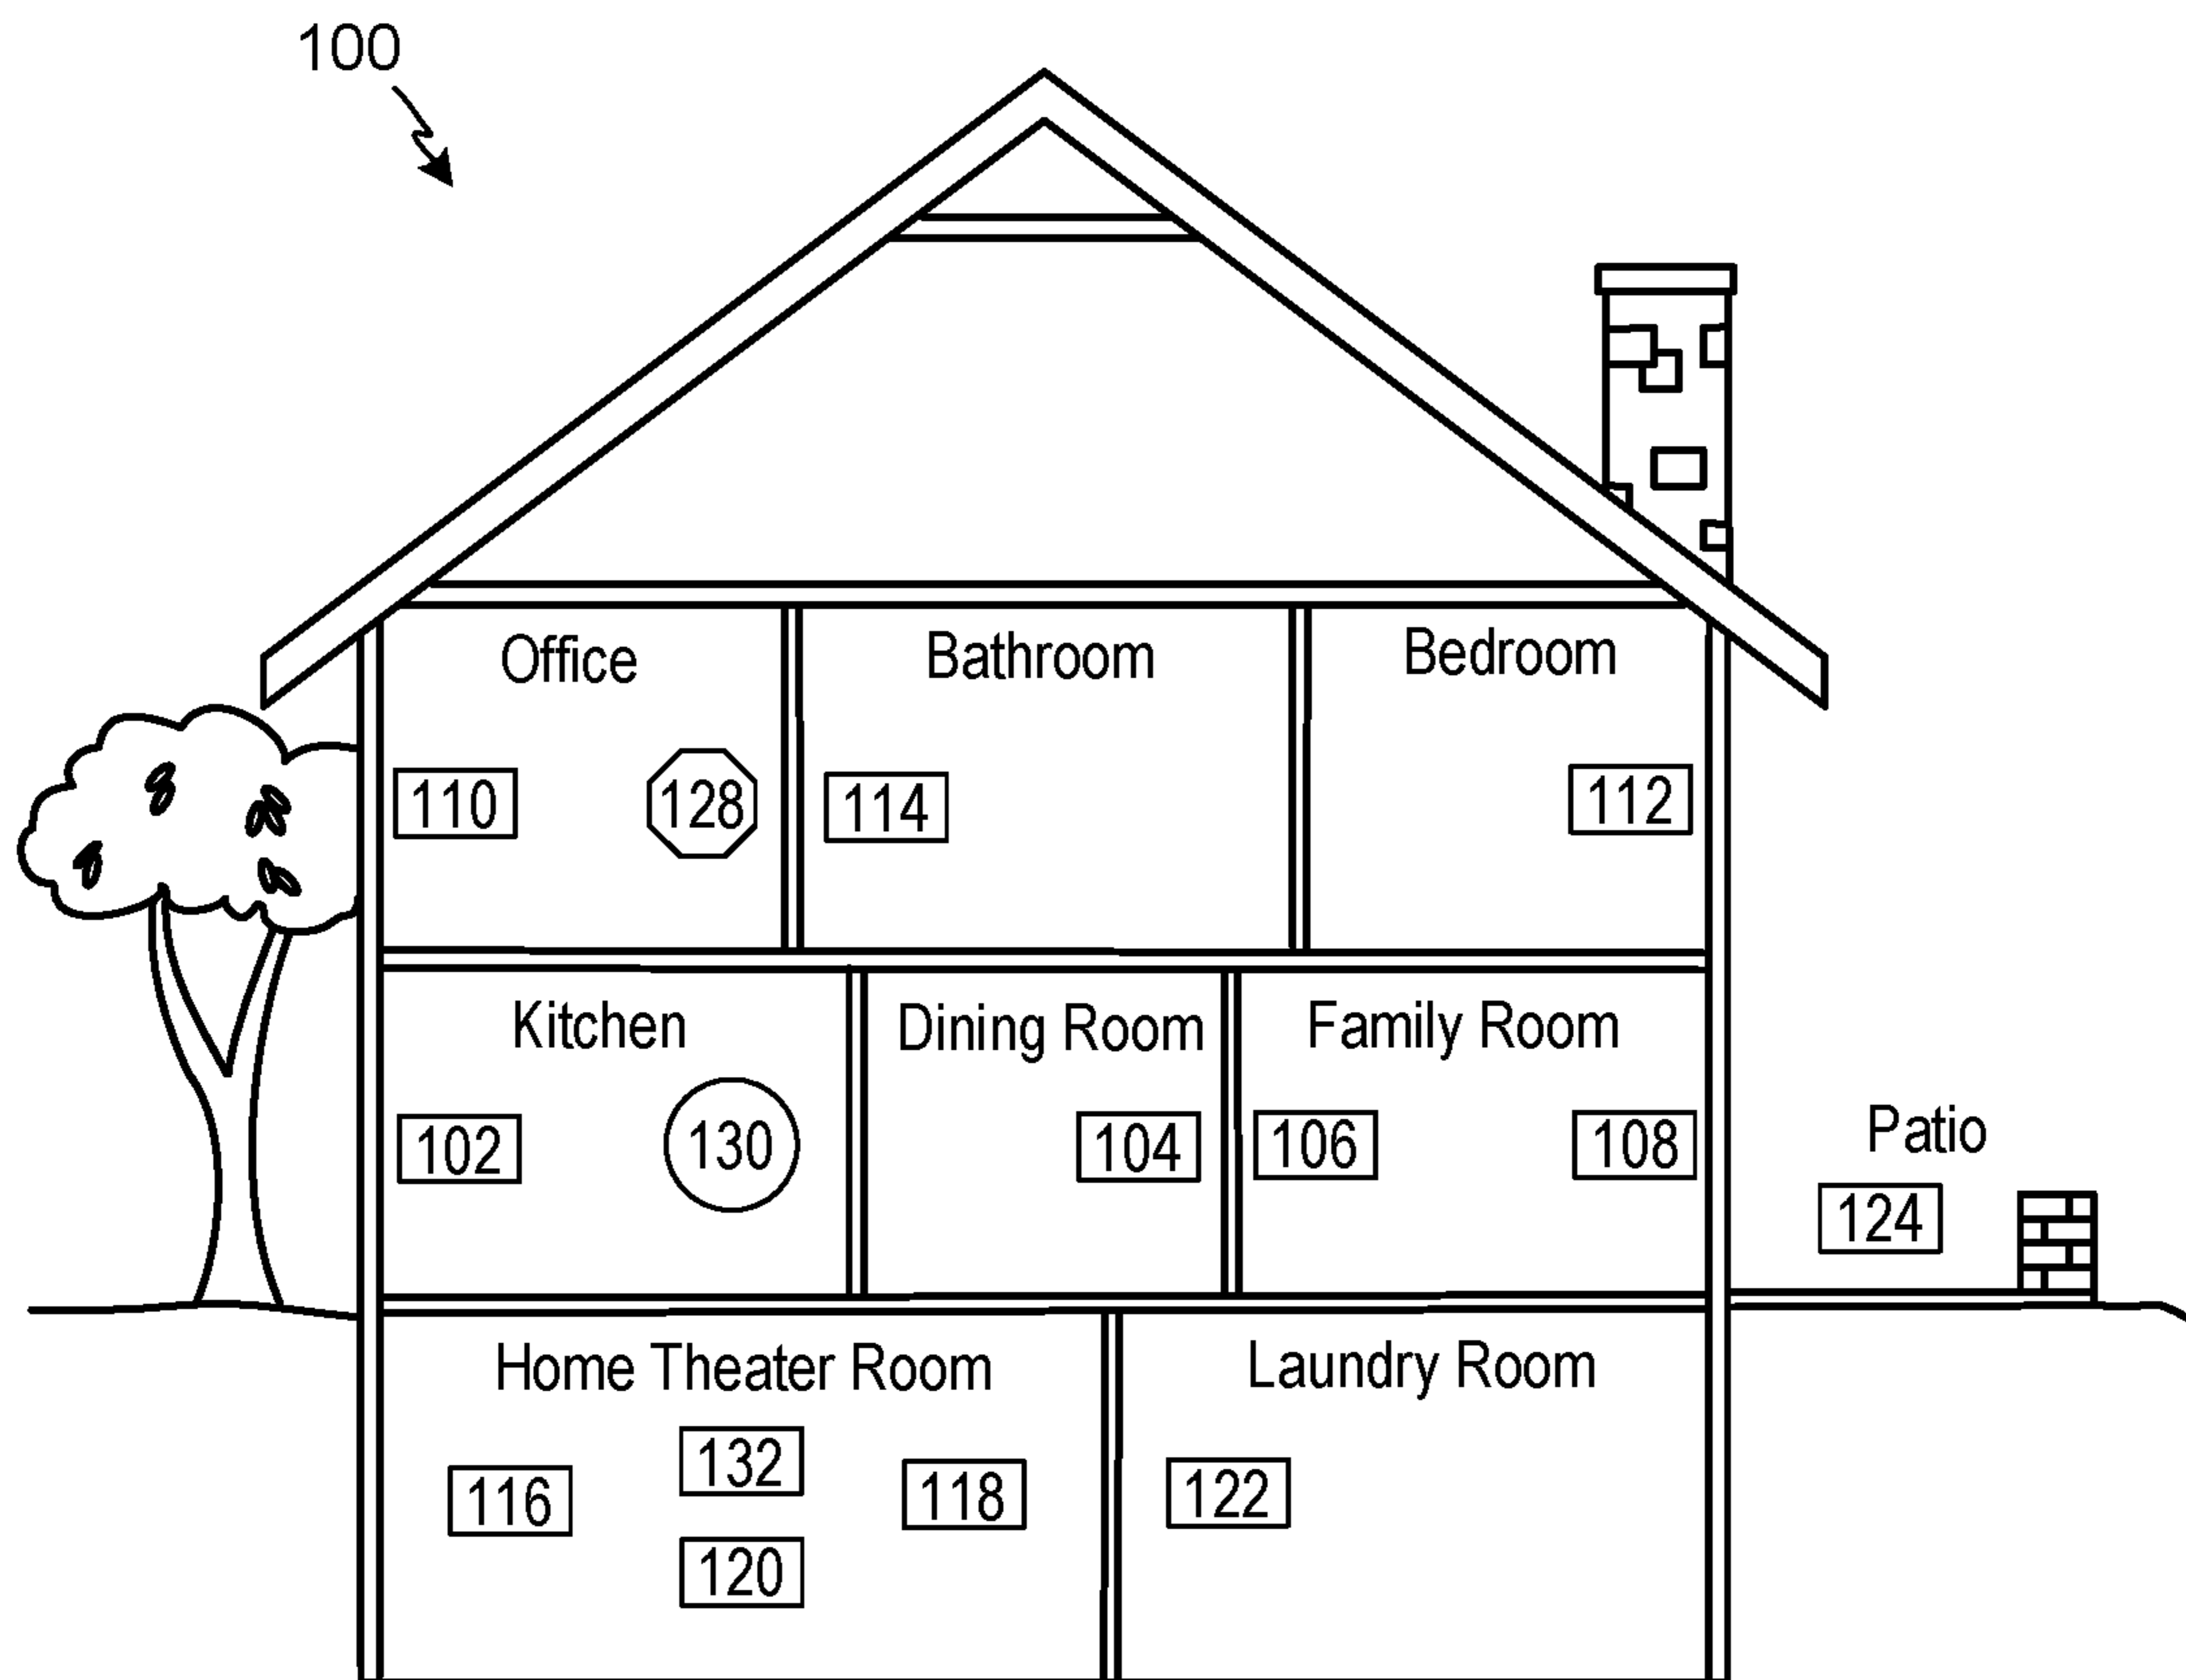 100
Office
Bathroom
Bedroom
110
128
114
112
Kitchen
Dining Room
Family Room
102
130
104
106
108
Patio
124
Home Theater Room
Laundry Room
116
132
118
122
120